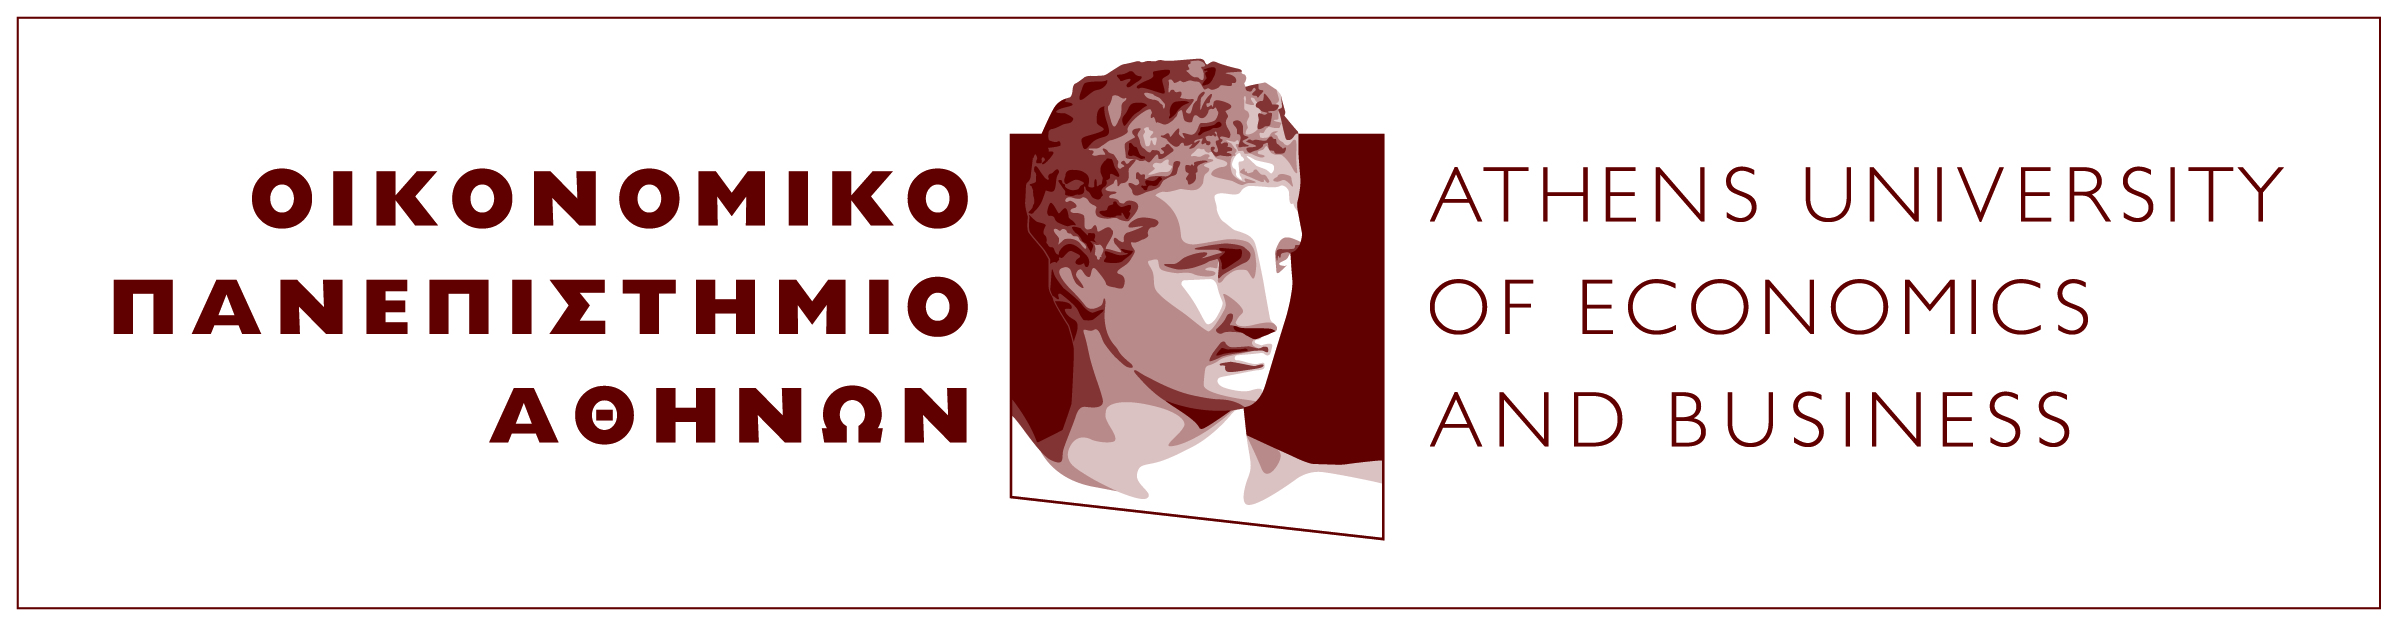 ΟΙΚΟΝΟΜΙΚΟ
ΠΑΝΕΠΙΣΤΗΜΙΟ
ΑΘΗΝΩΝ
ATHENS UNIVERSITY
OF ECONOMICS
AND BUSINESS